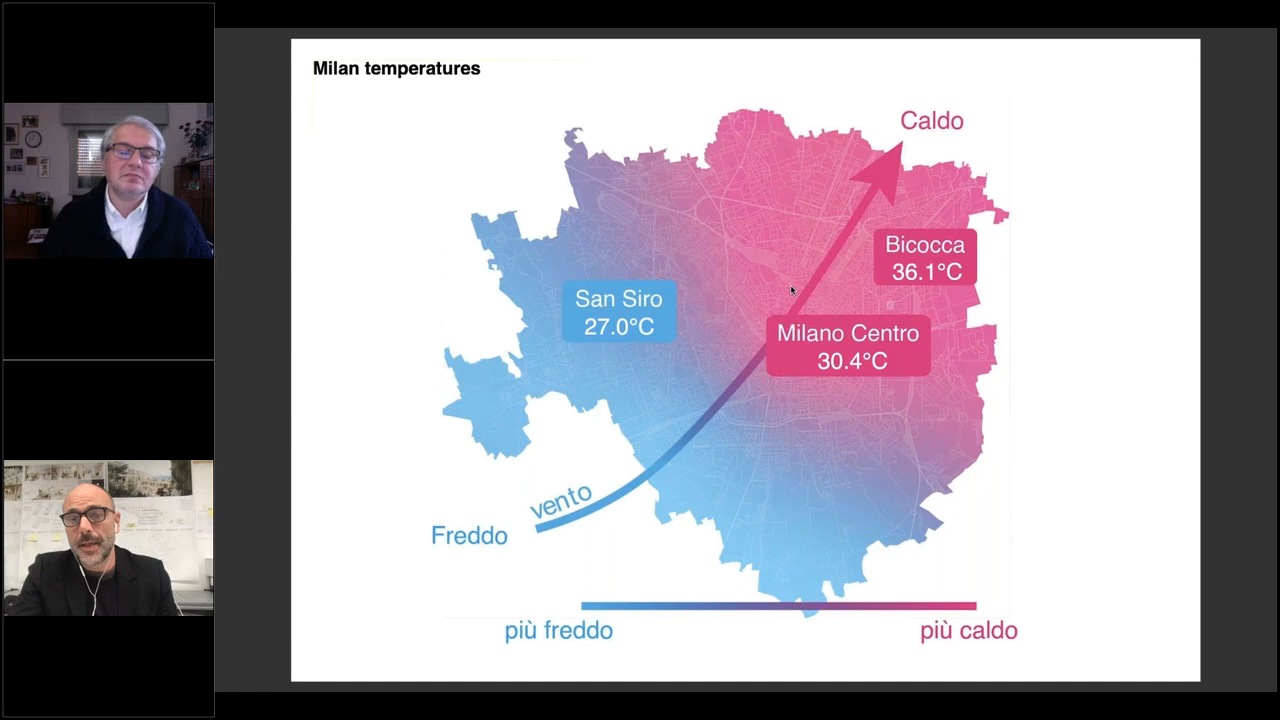 Milan temperatures
Caldo
Bicocca
36.1°C
San Siro
27.0°C
Milano Centro
30.4°C
vento
Freddo
più freddo
più caldo